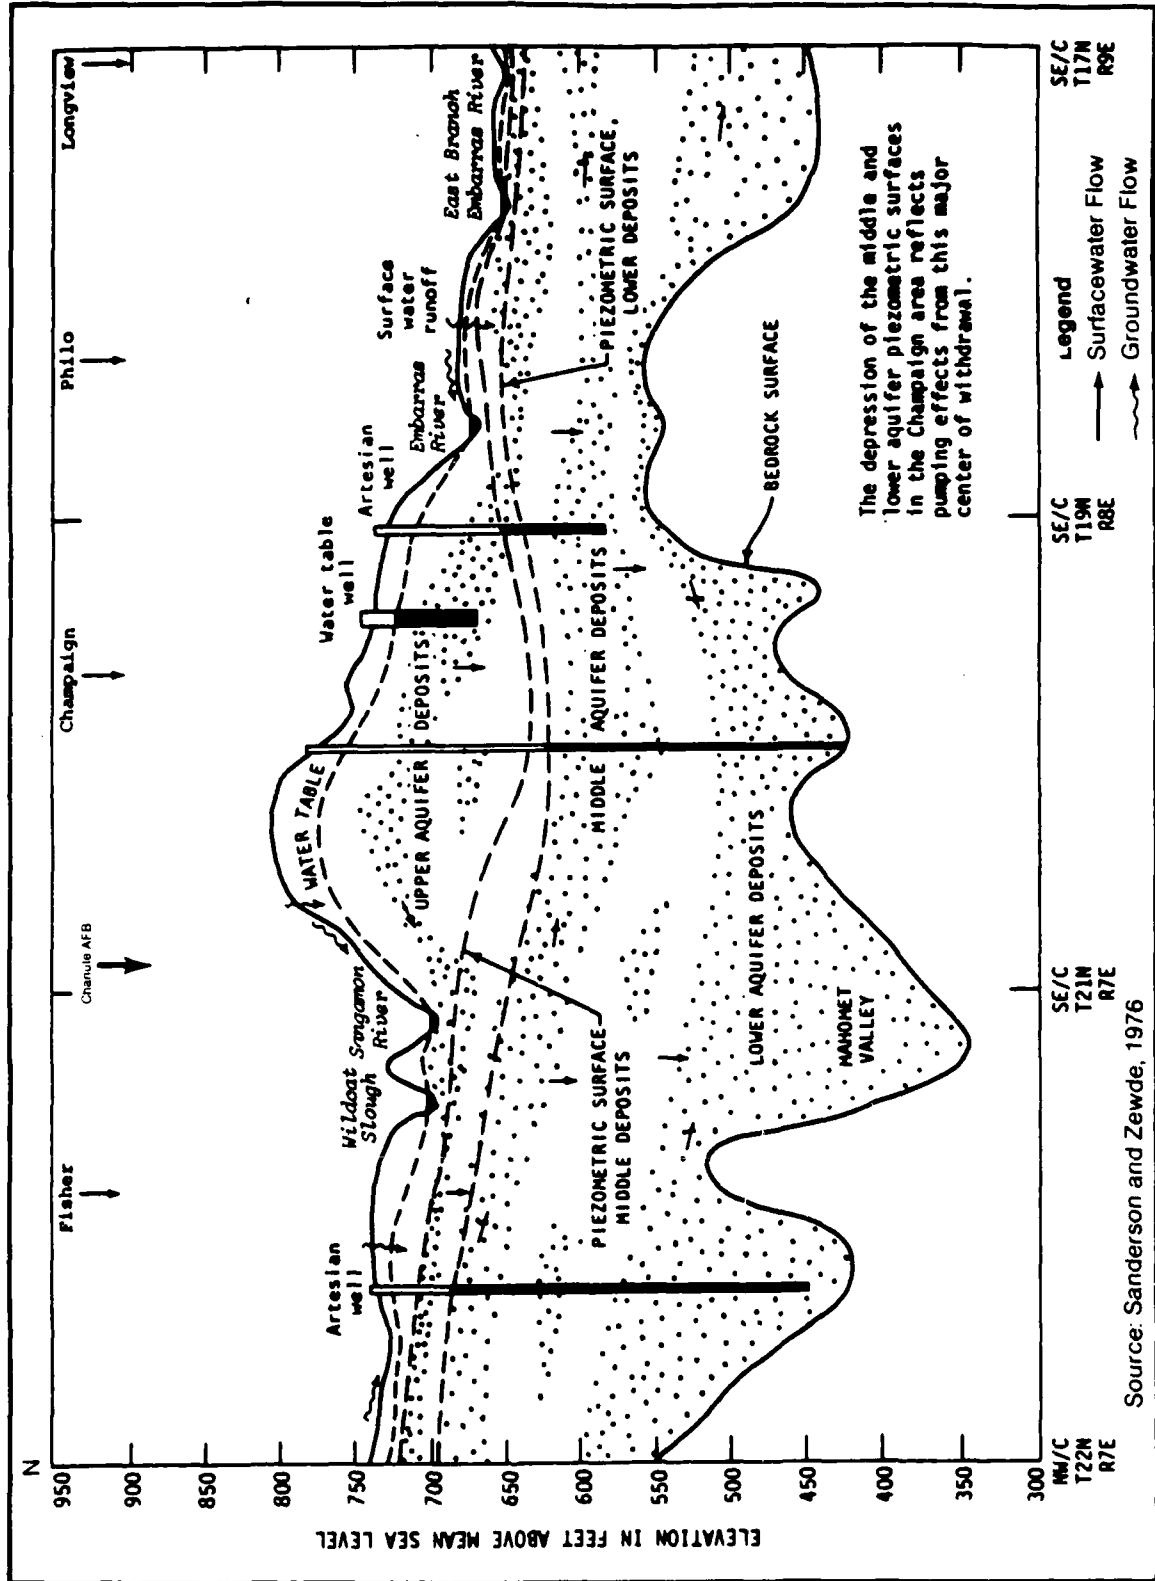 N
Fisher
Chanute AFB
Champaign
Philo
Longview
950
900
850
800
750
700
650
600
550
500
450
400
350
300
ELEVATION IN FEET ABOVE MEAN SEA LEVEL
Artesian
well
Wildcat
Slough
Sangamon
River
WATER TABLE
Water table
well
Artesian
well
Embarras
River
Surface
water
runoff
East Branch
Embarras River
UPPER AQUIFER DEPOSITS
PIEZOMETRIC SURFACE,
LOWER DEPOSITS
PIEZOMETRIC SURFACE
MIDDLE DEPOSITS
MIDDLE AQUIFER DEPOSITS
LOWER AQUIFER DEPOSITS
MAHOMET
VALLEY
BEDROCK SURFACE
The depression of the middle and
lower aquifer piezometric surfaces
in the Champaign area reflects
pumping effects from this major
center of withdrawal.
NW/C
T22N
R7E
SE/C
T21N
R7E
SE/C
T19N
R8E
SE/C
T17N
R9E
Legend
Surfacewater Flow
Groundwater Flow
Source: Sanderson and Zewde, 1976